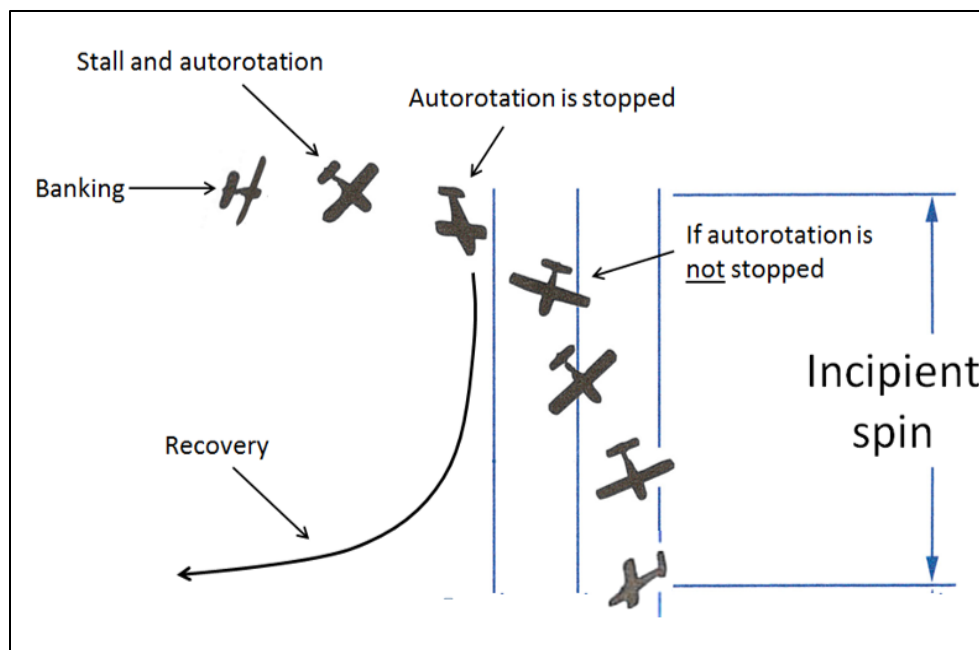 Stall and autorotation
Autorotation is stopped
Banking
If autorotation is
not stopped
Incipient
spin
Recovery